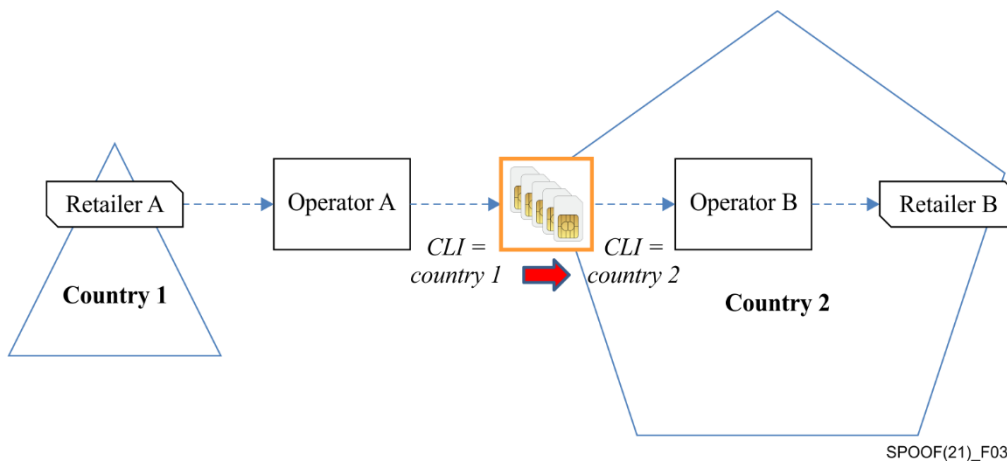 Retailer A
Operator A
Operator B
Retailer B
CLI =
country 1
CLI =
country 2
Country 1
Country 2
SPOOF(21)_F03